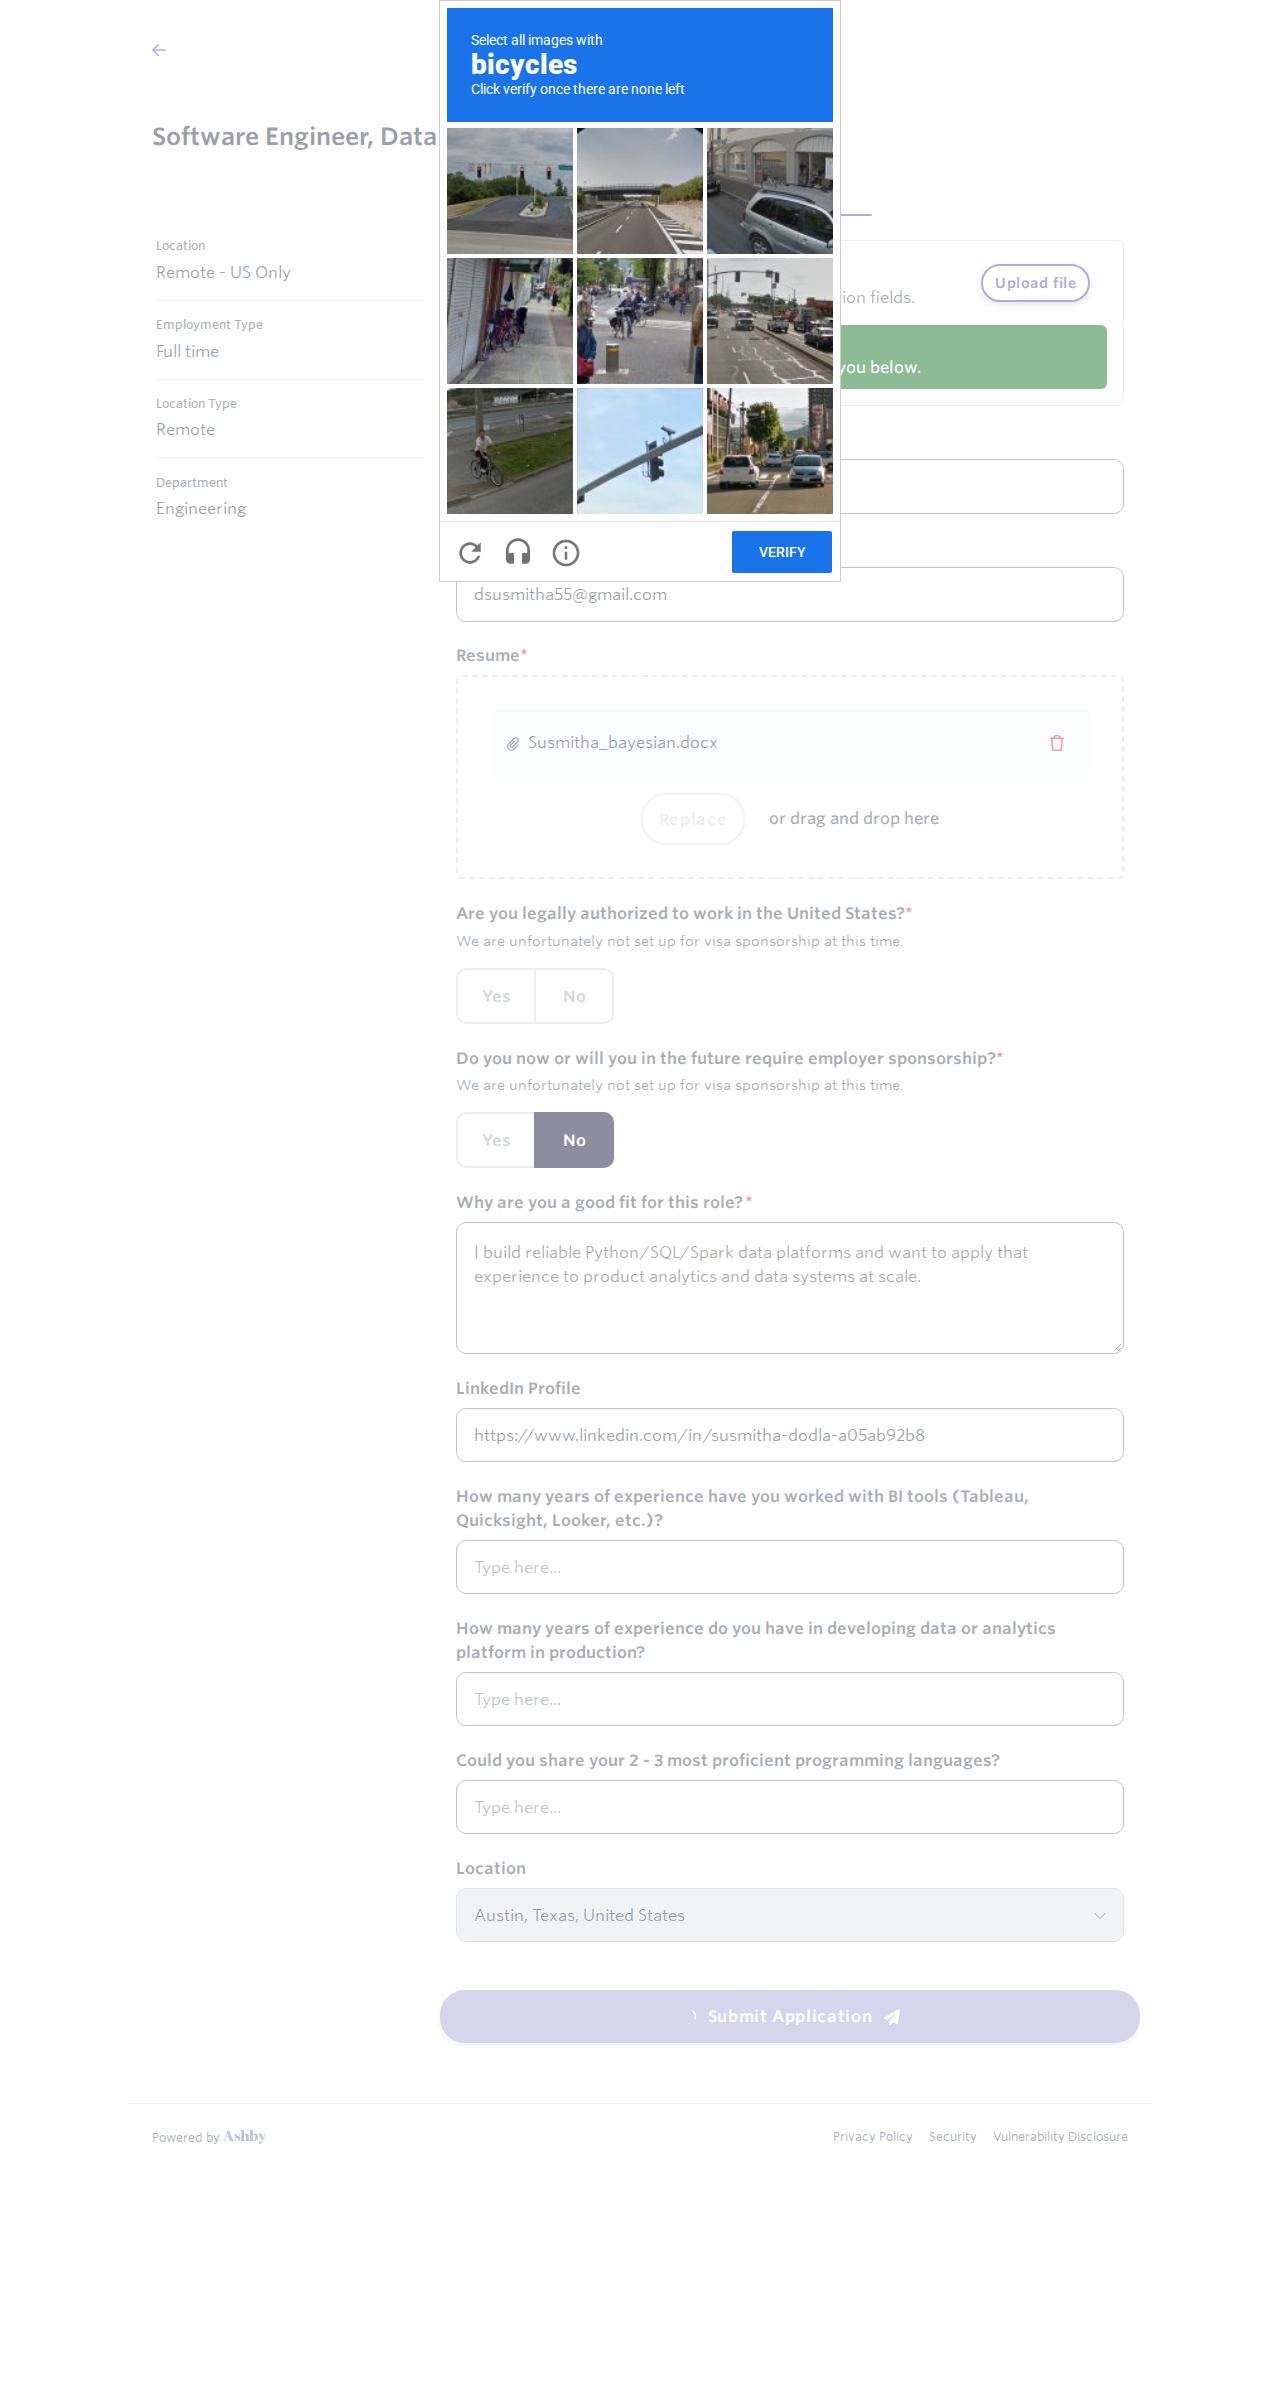 Select all images with
bicycles
Click verify once there are none left
Software Engineer, Data
Location
Remote - US Only
Employment Type
Full time
Location Type
Remote
Department
Engineering
Upload file
ion fields.
you below.
VERIFY
dsusmitha55@gmail.com
Resume*
Susmitha_bayesian.docx
Replace
or drag and drop here
Are you legally authorized to work in the United States?*
We are unfortunately not set up for visa sponsorship at this time.
Yes No
Do you now or will you in the future require employer sponsorship?*
We are unfortunately not set up for visa sponsorship at this time.
Yes No
Why are you a good fit for this role?*
I build reliable Python/SQL/Spark data platforms and want to apply that
experience to product analytics and data systems at scale.
LinkedIn Profile
https://www.linkedin.com/in/susmitha-dodla-a05ab92b8
How many years of experience have you worked with BI tools (Tableau,
Quicksight, Looker, etc.)?
Type here...
How many years of experience do you have in developing data or analytics
platform in production?
Type here...
Could you share your 2 - 3 most proficient programming languages?
Type here...
Location
Austin, Texas, United States
Submit Application
Powered by Ashby
Privacy Policy Security Vulnerability Disclosure